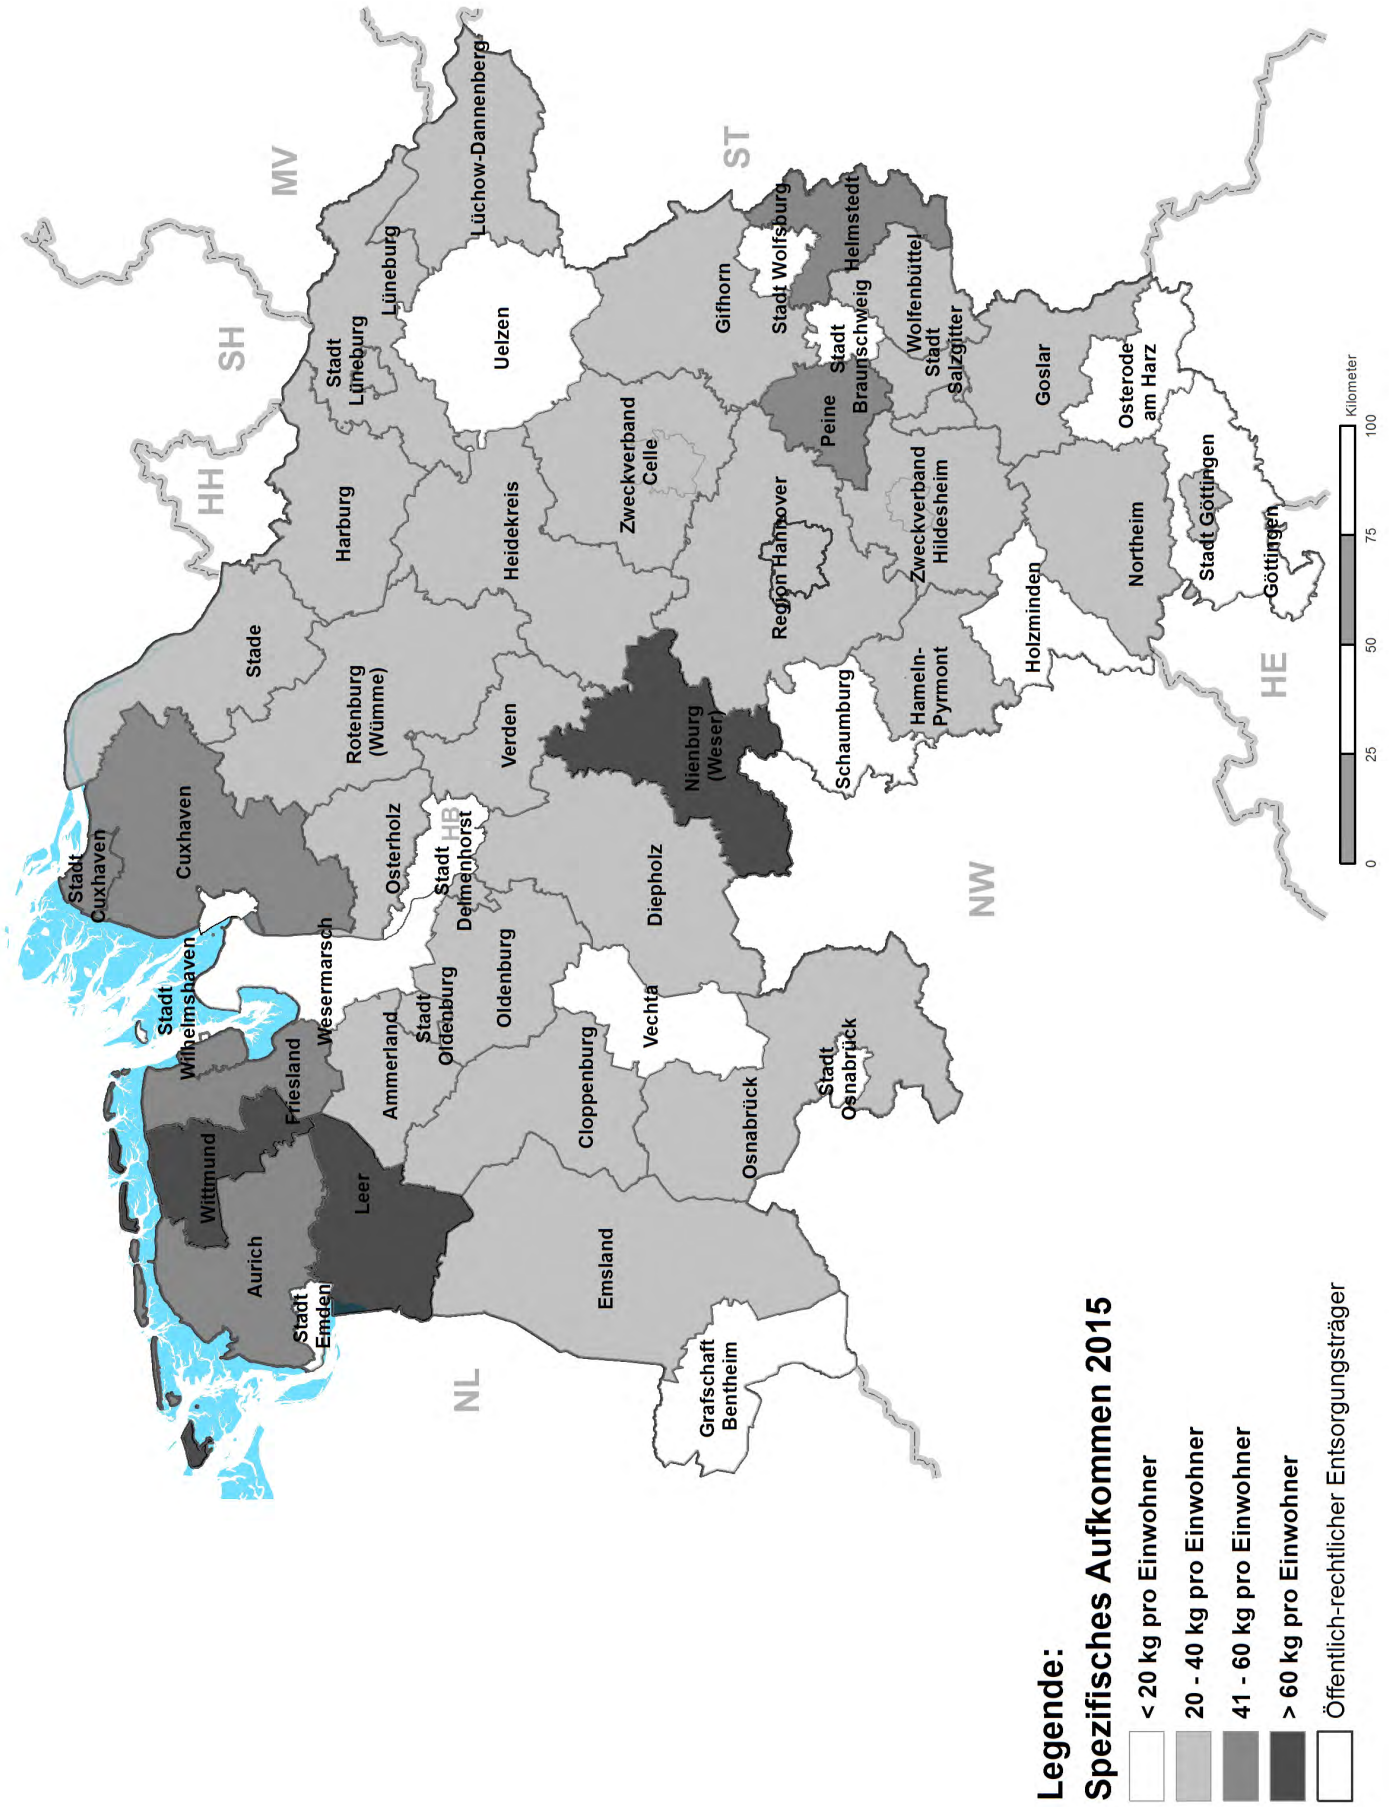 MV
SH
HH
ST
NL
HB
NW
HE
Stadt
Cuxhaven
Cuxhaven
Stade
Stadt
Wilhelmshaven
Wittmund
Aurich
Friesland
Stadt
Emden
Leer
Wesermarsch
Ammerland
Stadt
Oldenburg
Oldenburg
Osterholz
Stadt
Delmenhorst
Rotenburg
(Wümme)
Verden
Harburg
Stadt
Lüneburg
Lüneburg
Lüchow-Dannenberg
Uelzen
Heidekreis
Zweckverband
Celle
Gifhorn
Stadt Wolfsburg
Helmstedt
Stadt
Braunschweig
Wolfenbüttel
Stadt
Salzgitter
Peine
Region Hannover
Zweckverband
Hildesheim
Nienburg
(Weser)
Schaumburg
Hameln-
Pyrmont
Holzminden
Northeim
Goslar
Osterode
am Harz
Stadt Göttingen
Göttingen
Diepholz
Vechta
Cloppenburg
Emsland
Osnabrück
Stadt
Osnabrück
Grafschaft
Bentheim
0 25 50 75 100
Kilometer
Legende:
Spezifisches Aufkommen 2015
< 20 kg pro Einwohner
20 - 40 kg pro Einwohner
41 - 60 kg pro Einwohner
> 60 kg pro Einwohner
Öffentlich-rechtlicher Entsorgungsträger